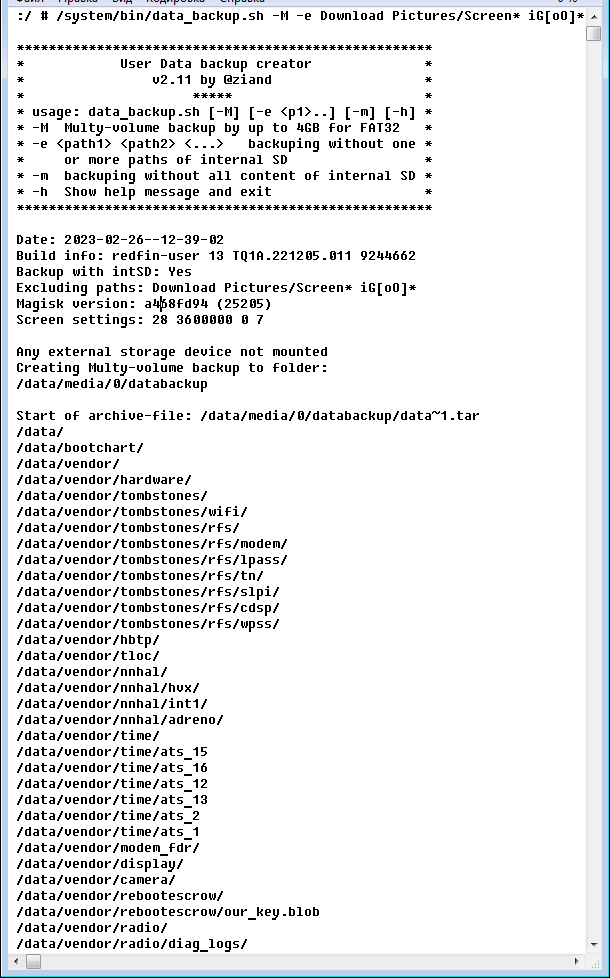 :/ # /system/bin/data_backup.sh -M -e Download Pictures/Screen* iG[oO]*
****************************************************
*            User Data backup creator              *
*                v2.11 by @ziand                   *
*                     *****                        *
* usage: data_backup.sh [-M] [-e <p1>..] [-m] [-h] *
* -M  Multy-volume backup by up to 4GB for FAT32   *
* -e <path1> <path2> <...>   backuping without one *
*     or more paths of internal SD                 *
* -m  backuping without all content of internal SD *
* -h  Show help message and exit                   *
****************************************************
Date: 2023-02-26--12-39-02
Build info: redfin-user 13 TQ1A.221205.011 9244662
Backup with intSD: Yes
Excluding paths: Download Pictures/Screen* iG[oO]*
Magisk version: a468fd94 (25205)
Screen settings: 28 3600000 0 7
Any external storage device not mounted
Creating Multy-volume backup to folder:
/data/media/0/databackup
Start of archive-file: /data/media/0/databackup/data~1.tar
/data/
/data/bootchart/
/data/vendor/
/data/vendor/hardware/
/data/vendor/tombstones/
/data/vendor/tombstones/wifi/
/data/vendor/tombstones/rfs/
/data/vendor/tombstones/rfs/modem/
/data/vendor/tombstones/rfs/lpass/
/data/vendor/tombstones/rfs/tn/
/data/vendor/tombstones/rfs/slpi/
/data/vendor/tombstones/rfs/cdsp/
/data/vendor/tombstones/rfs/wpss/
/data/vendor/hbtp/
/data/vendor/tloc/
/data/vendor/nnhal/
/data/vendor/nnhal/hvx/
/data/vendor/nnhal/int1/
/data/vendor/nnhal/adreno/
/data/vendor/time/
/data/vendor/time/ats_15
/data/vendor/time/ats_16
/data/vendor/time/ats_12
/data/vendor/time/ats_13
/data/vendor/time/ats_2
/data/vendor/time/ats_1
/data/vendor/modem_fdr/
/data/vendor/display/
/data/vendor/camera/
/data/vendor/rebootescrow/
/data/vendor/rebootescrow/our_key.blob
/data/vendor/radio/
/data/vendor/radio/diag_logs/